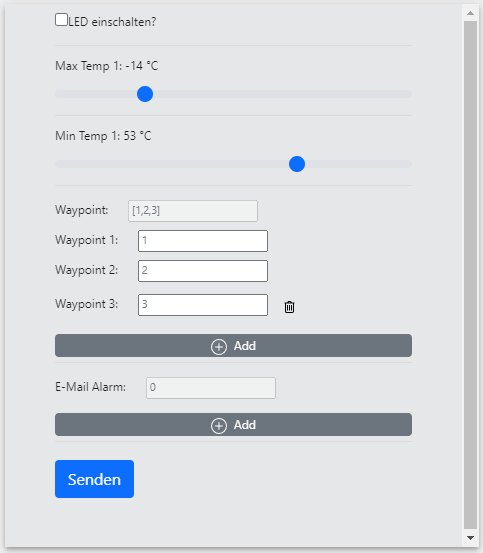 LED einschalten?
Max Temp 1: -14 °C
Min Temp 1: 53 °C
Waypoint: [1,2,3]
Waypoint 1: 1
Waypoint 2: 2
Waypoint 3: 3
Add
E-Mail Alarm: 0
Add
Senden